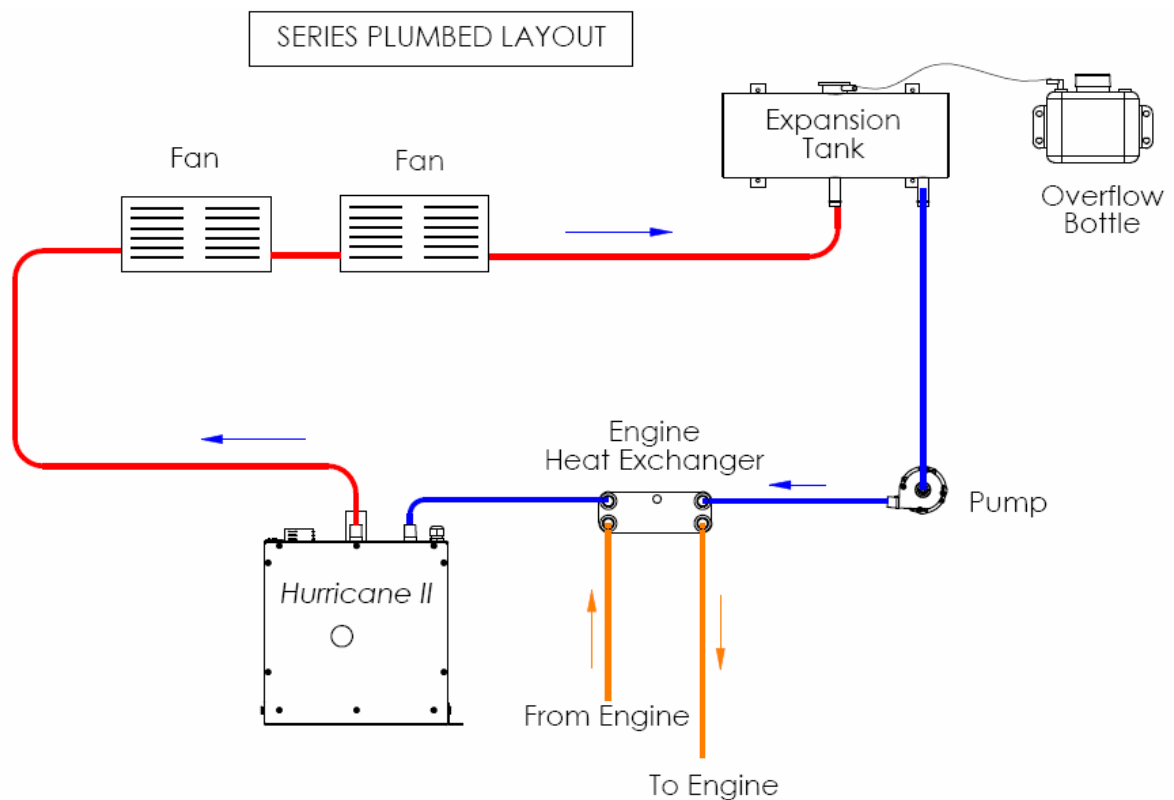 SERIES PLUMBED LAYOUT
Expansion
Tank
Fan
Fan
Overflow
Bottle
Engine
Heat Exchanger
Pump
Hurricane II
From Engine
To Engine